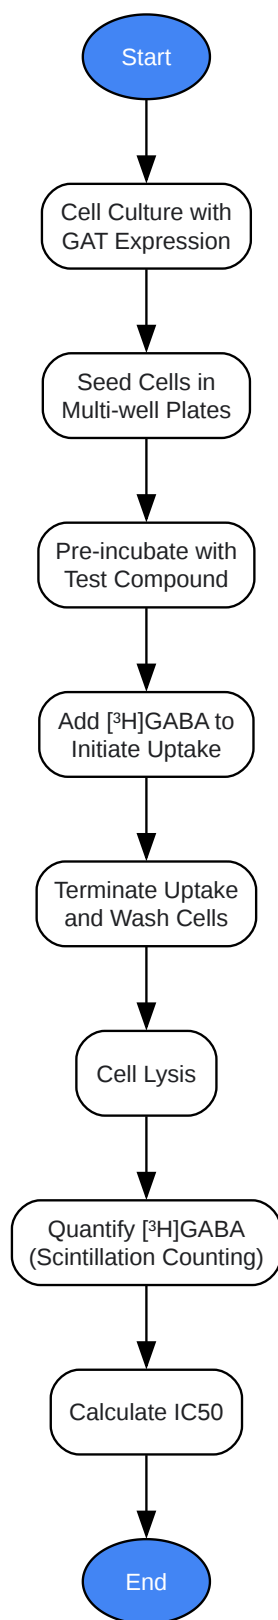 Start
Cell Culture with
GAT Expression
Seed Cells in
Multi-well Plates
Pre-incubate with
Test Compound
Add [³H]GABA to
Initiate Uptake
Terminate Uptake
and Wash Cells
Cell Lysis
Quantify [³H]GABA
(Scintillation Counting)
Calculate IC50
End